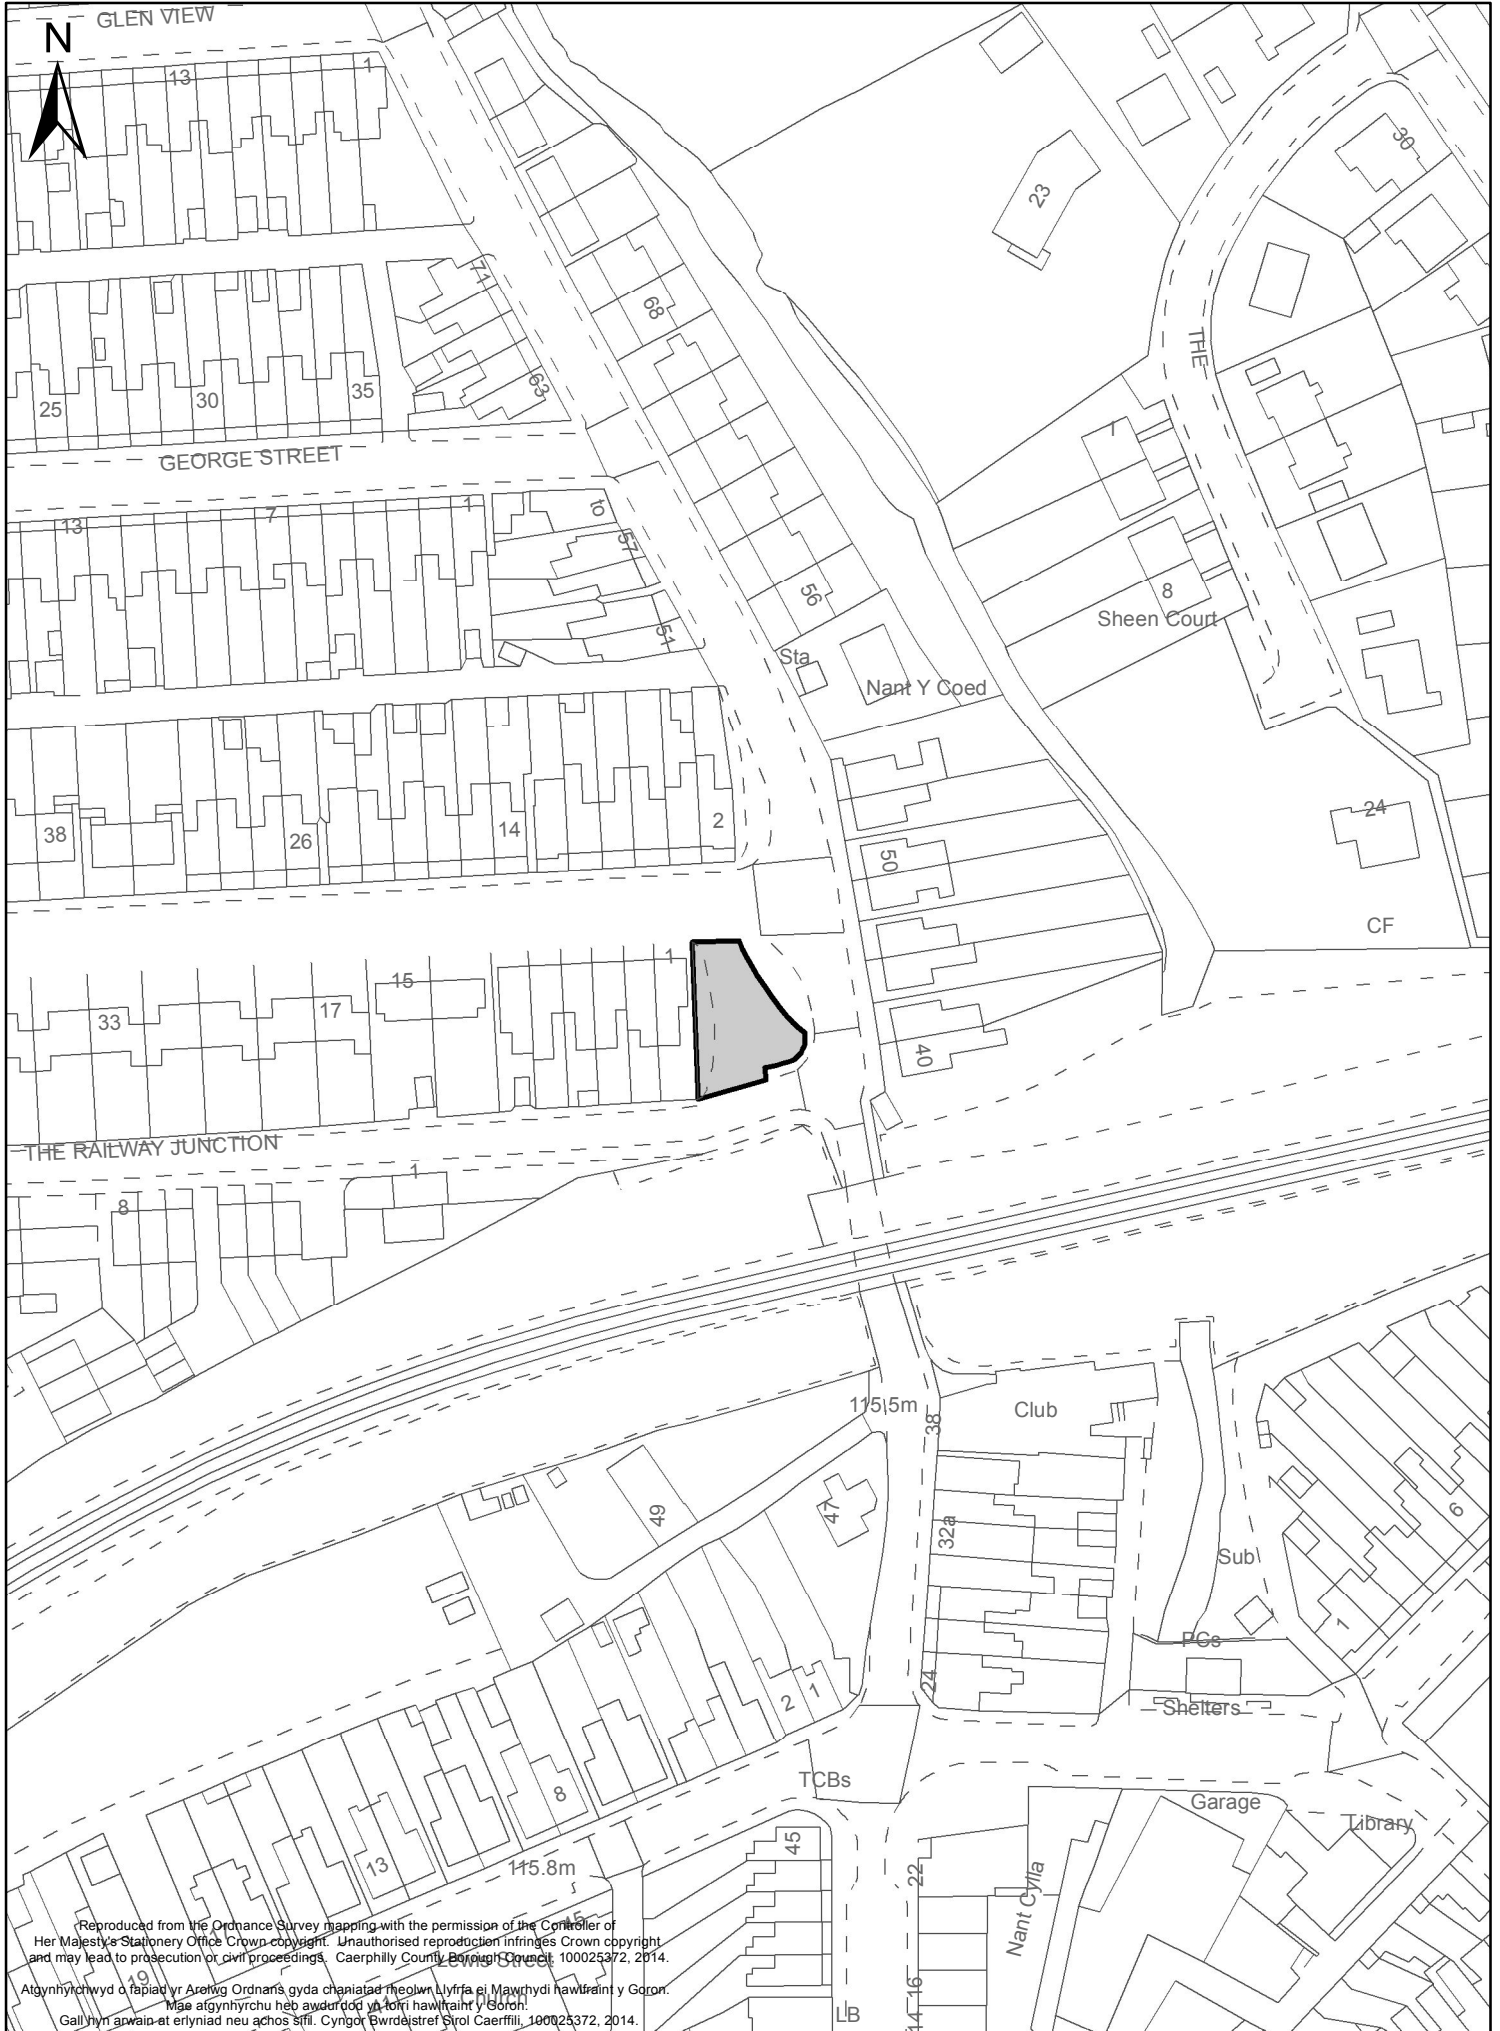 GLEN VIEW
N
13
1
23
30
71
68
THE
63
25
30
35
GEORGE STREET
7
13
7
1
to
57
56
8
Sheen Court
51
Sta
Nant Y Coed
38
26
14
2
50
24
CF
1
15
33
17
40
THE RAILWAY JUNCTION
1
8
115.5m
38
Club
49
47
32a
1
6
Sub
1
PCs
24
2
1
Shelters
TCBs
8
Garage
Library
13
45
115.8m
22
Nant Cylla
45
Reproduced from the Ordnance Survey mapping with the permission of the Controller of
Her Majesty's Stationery Office Crown copyright. Unauthorised reproduction infringes Crown copyright
and may lead to prosecution or civil proceedings. Caerphilly County Borough Council, 100025372, 2014.
Lewis Street
19
Atgynhyrchwyd o fapiad yr Arolwg Ordnans gyda chaniatad rheolwr Llyfrfa ei Mawrhydi hawlfraint y Goron.
Mae atgynhyrchu heb awdurdod yn torri hawlfraint y Goron.
41
Church
Gall hyn arwain at erlyniad neu achos sifil. Cyngor Bwrdeistref Sirol Caerffili, 100025372, 2014.
LB
16
14